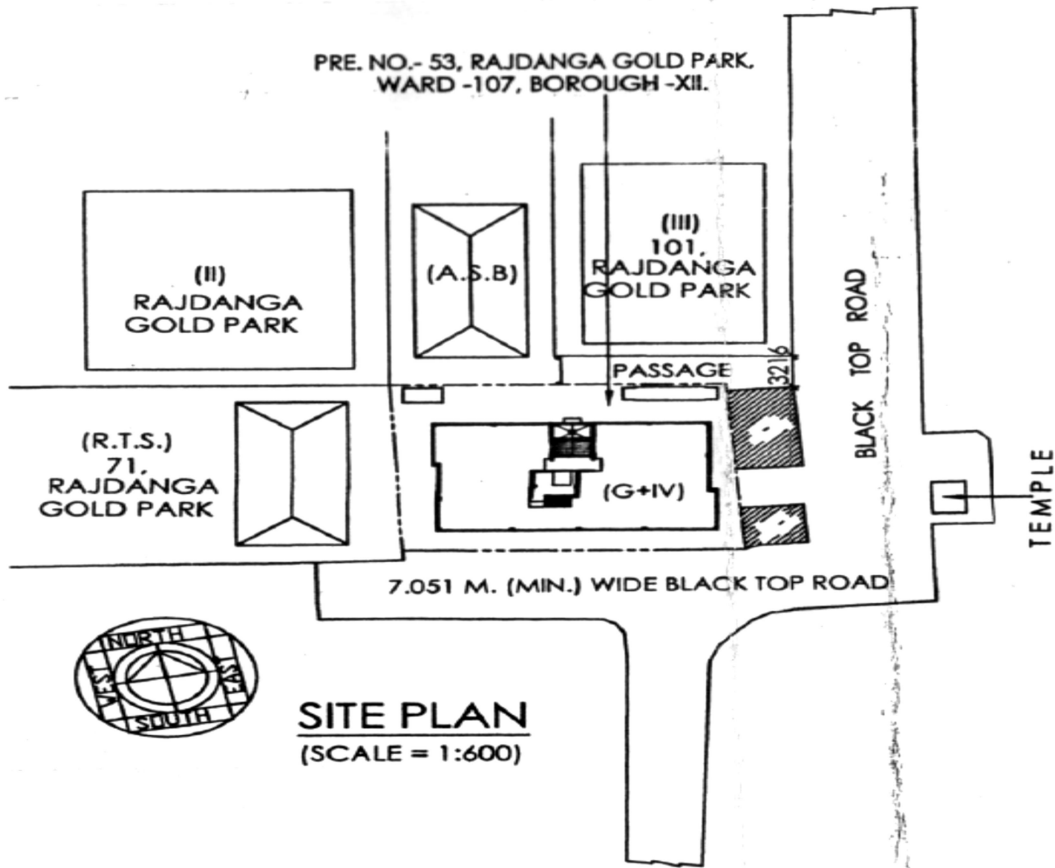 PRE. NO.- 53, RAJDANGA GOLD PARK,
WARD -107, BOROUGH -XII.
(II)
RAJDANGA
GOLD PARK
(A.S.B)
(III)
101,
RAJDANGA
GOLD PARK
PASSAGE
3216
BLACK TOP ROAD
(R.T.S.)
71,
RAJDANGA
GOLD PARK
(G+IV)
TEMPLE
7.051 M. (MIN.) WIDE BLACK TOP ROAD
NORTH
WEST
EAST
SOUTH
SITE PLAN
(SCALE = 1:600)